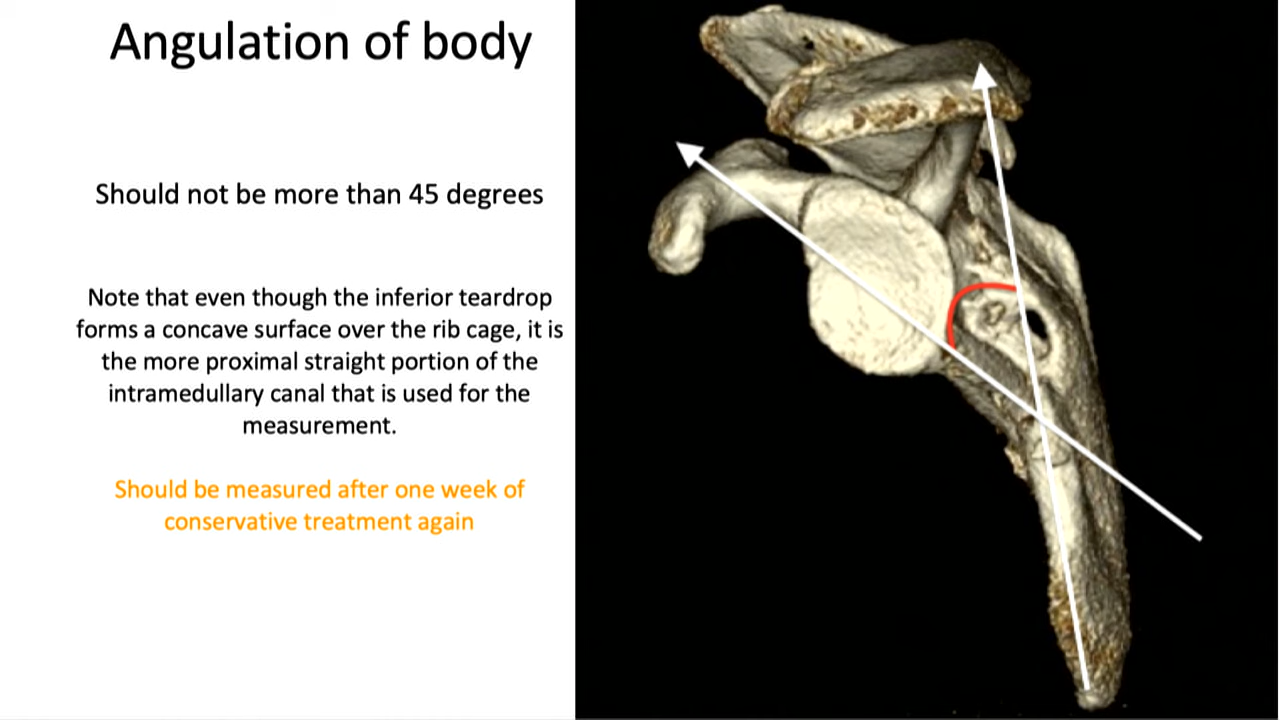 Angulation of body
Should not be more than 45 degrees
Note that even though the inferior teardrop
forms a concave surface over the rib cage, it is
the more proximal straight portion of the
intramedullary canal that is used for the
measurement.
Should be measured after one week of
conservative treatment again